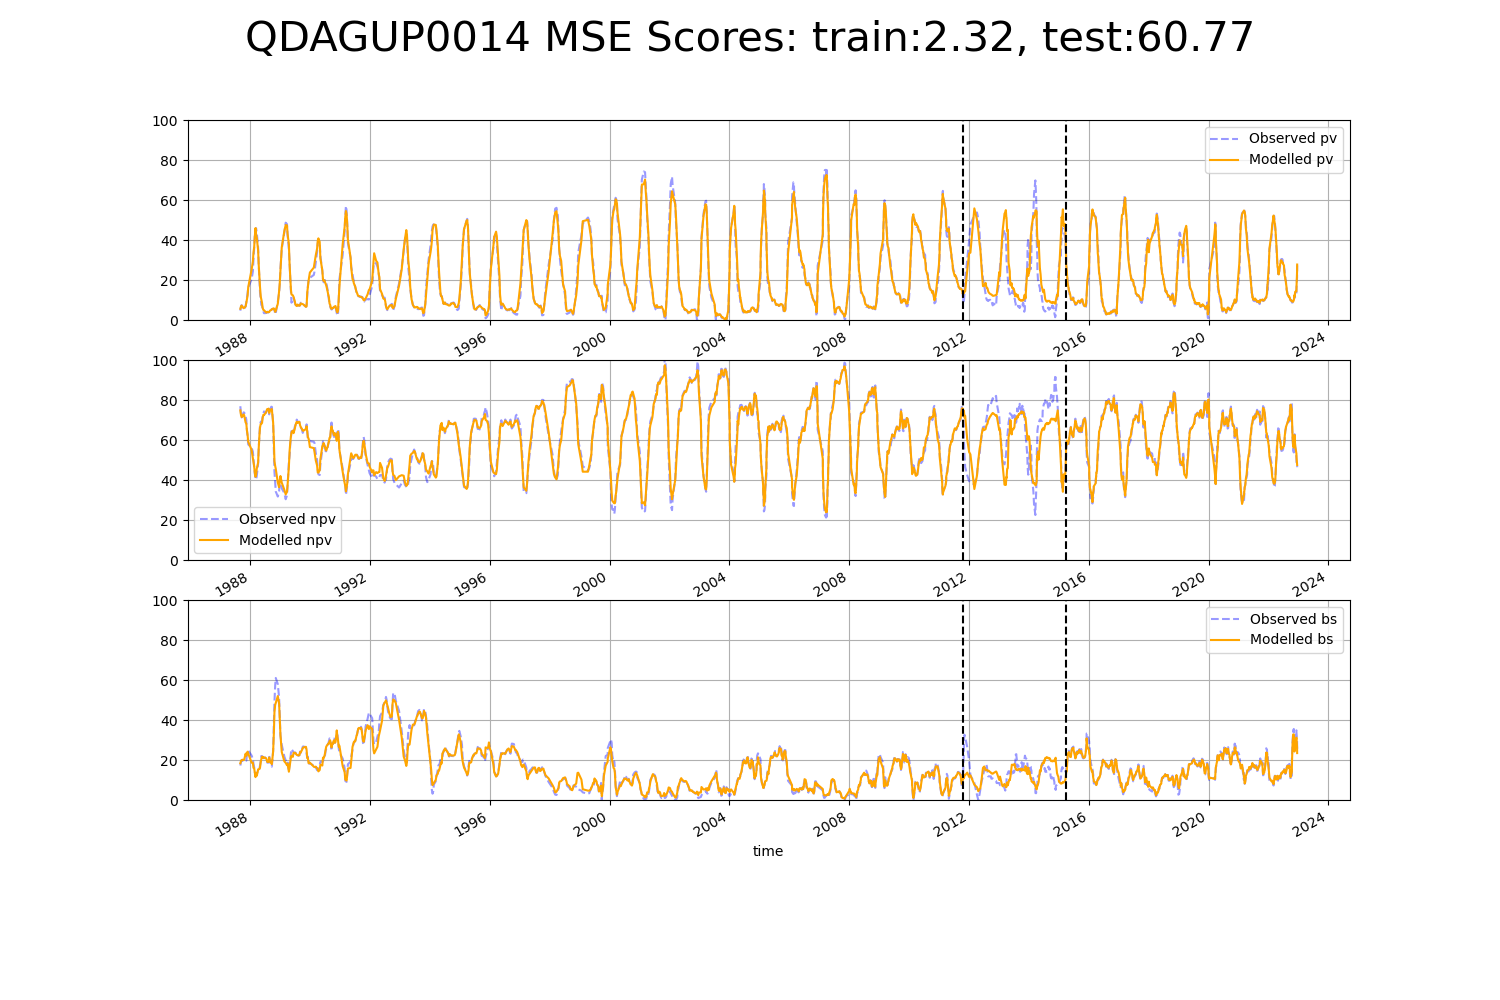 QDAGUP0014 MSE Scores: train:2.32, test:60.77
100
80
60
40
20
0
Observed pv
Modelled pv
1988 1992 1996 2000 2004 2008 2012 2016 2020 2024
100
80
60
40
20
0
Observed npv
Modelled npv
1988 1992 1996 2000 2004 2008 2012 2016 2020 2024
100
80
60
40
20
0
Observed bs
Modelled bs
1988 1992 1996 2000 2004 2008 2012 2016 2020 2024
time